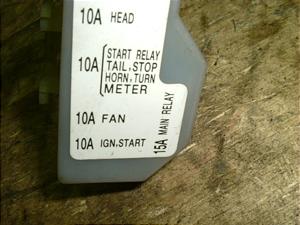 10A HEAD
START RELAY
10A TAIL, STOP
HORN, TURN
METER
10A FAN
10A IGN, START
15A MAIN RELAY